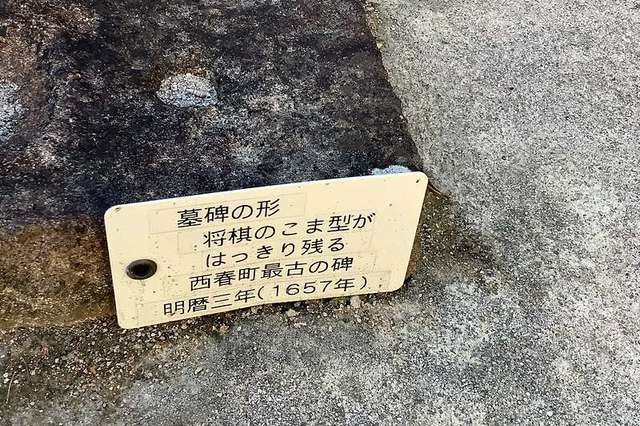 墓碑の形
将棋のこま型が
はっきり残る
西春町最古の碑
明暦三年(1657年)